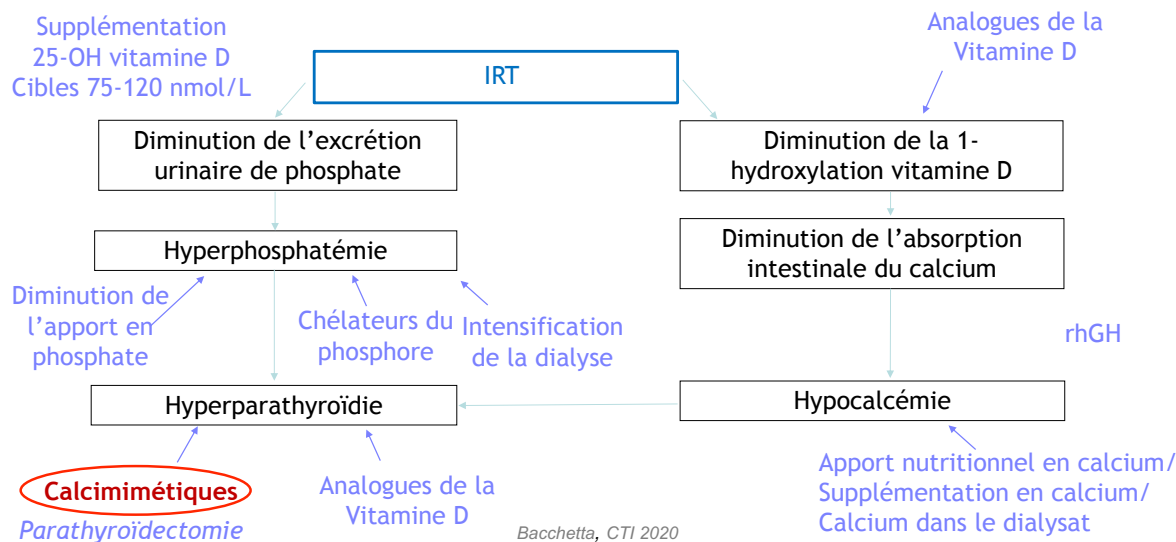 Supplémentation
25-OH vitamine D
Cibles 75-120 nmol/L
IRT
Analogues de la
Vitamine D
Diminution de l’excrétion
urinaire de phosphate
Diminution de la 1-
hydroxylation vitamine D
Hyperphosphatémie
Diminution de l’absorption
intestinale du calcium
Diminution de
l’apport en
phosphate
Chélateurs du
phosphore
Intensification
de la dialyse
rhGH
Hyperparathyroïdie
Hypocalcémie
Calcimimétiques
Parathyroïdectomie
Analogues de la
Vitamine D
Apport nutritionnel en calcium/
Supplémentation en calcium/
Calcium dans le dialysat
Bacchetta, CTI 2020